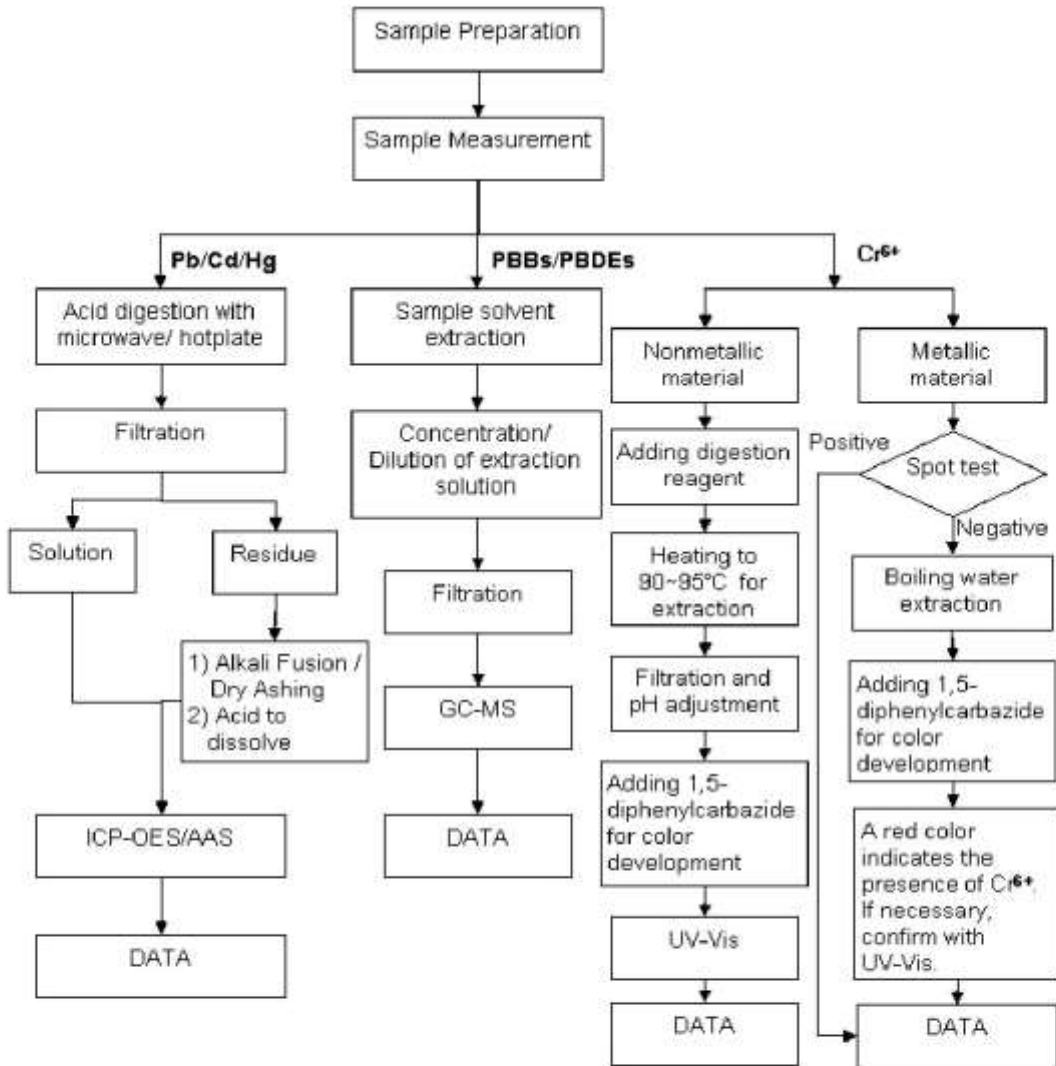 Sample Preparation
Sample Measurement
Pb/Cd/Hg
PBBs/PBDEs
Cr⁶⁺
Acid digestion with
microwave/ hotplate
Filtration
Solution
Residue
1) Alkali Fusion /
Dry Ashing
2) Acid to
dissolve
ICP-OES/AAS
DATA
Sample solvent
extraction
Concentration/
Dilution of extraction
solution
Filtration
GC-MS
DATA
Nonmetallic
material
Adding digestion
reagent
Heating to
90~95°C for
extraction
Filtration and
pH adjustment
Adding 1,5-
diphenylcarbazide
for color
development
UV-Vis
DATA
Metallic
material
Positive
Spot test
Negative
Boiling water
extraction
Adding 1,5-
diphenylcarbazide
for color
development
A red color
indicates the
presence of Cr⁶⁺.
If necessary,
confirm with
UV-Vis.
DATA